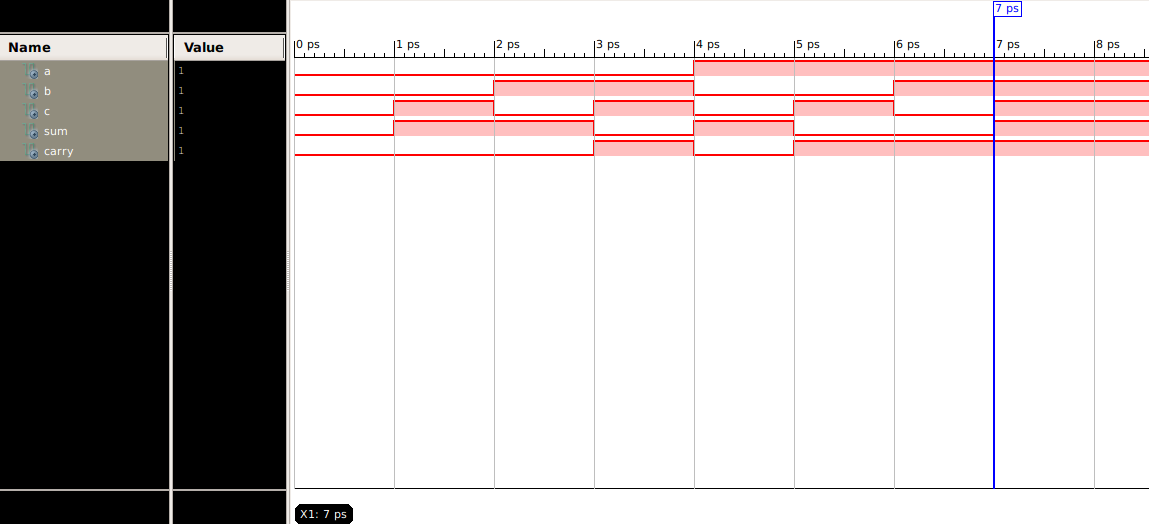 7 ps
Name Value
0 ps 1 ps 2 ps 3 ps 4 ps 5 ps 6 ps 7 ps 8 ps
a 1
b 1
c 1
sum 1
carry 1
X1: 7 ps